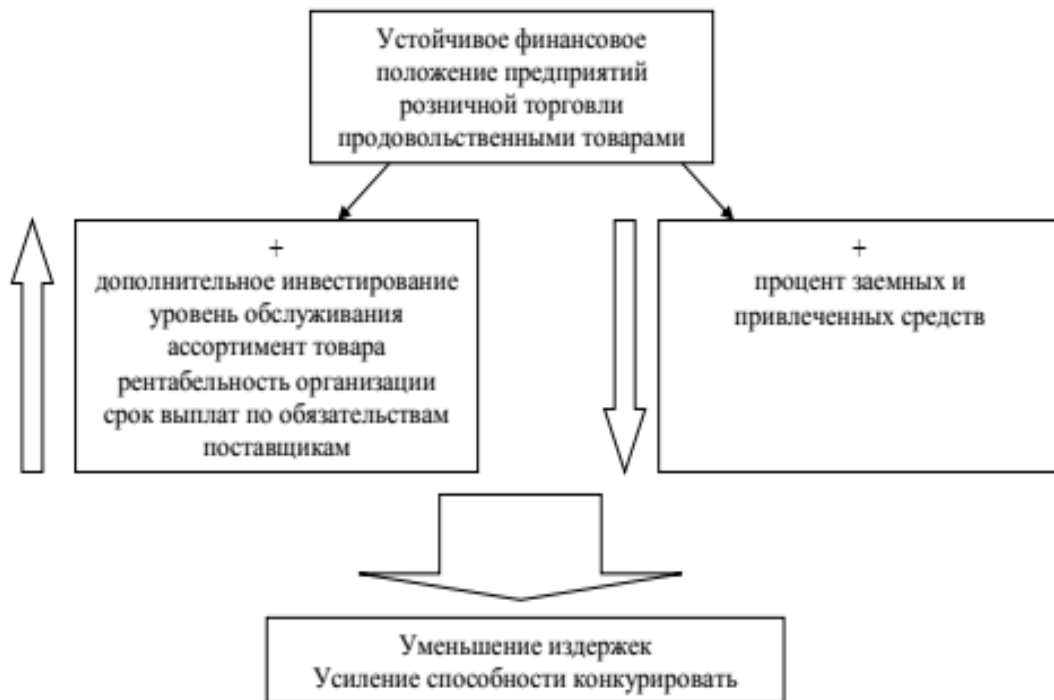 Устойчивое финансовое
положение предприятий
розничной торговли
продовольственными товарами
+
дополнительное инвестирование
уровень обслуживания
ассортимент товара
рентабельность организации
срок выплат по обязательствам
поставщикам
+
процент заемных и
привлеченных средств
Уменьшение издержек
Усиление способности конкурировать